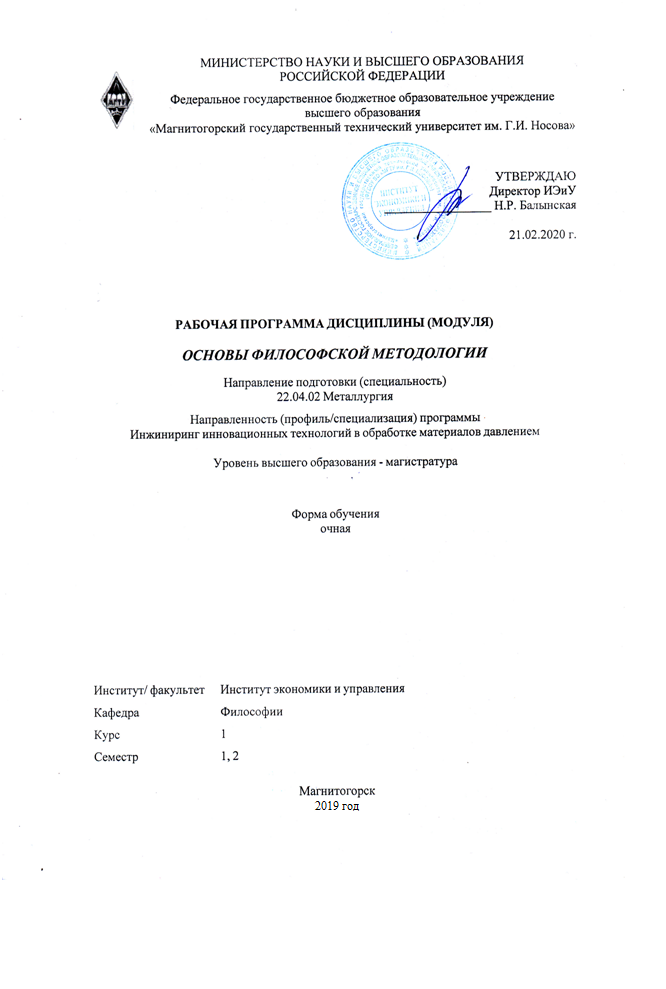 МИНИСТЕРСТВО НАУКИ И ВЫСШЕГО ОБРАЗОВАНИЯ
РОССИЙСКОЙ ФЕДЕРАЦИИ
Федеральное государственное бюджетное образовательное учреждение
высшего образования
«Магнитогорский государственный технический университет им. Г.И. Носова»
УТВЕРЖДАЮ
Директор ИЭиУ
Н.Р. Балынская
21.02.2020 г.
ИНСТИТУТ
ЭКОНОМИКИ И
УПРАВЛЕНИЯ
РАБОЧАЯ ПРОГРАММА ДИСЦИПЛИНЫ (МОДУЛЯ)
ОСНОВЫ ФИЛОСОФСКОЙ МЕТОДОЛОГИИ
Направление подготовки (специальность)
22.04.02 Металлургия
Направленность (профиль/специализация) программы
Инжиниринг инновационных технологий в обработке материалов давлением
Уровень высшего образования - магистратура
Форма обучения
очная
Институт/ факультет Институт экономики и управления
Кафедра Философии
Курс 1
Семестр 1, 2
Магнитогорск
2019 год